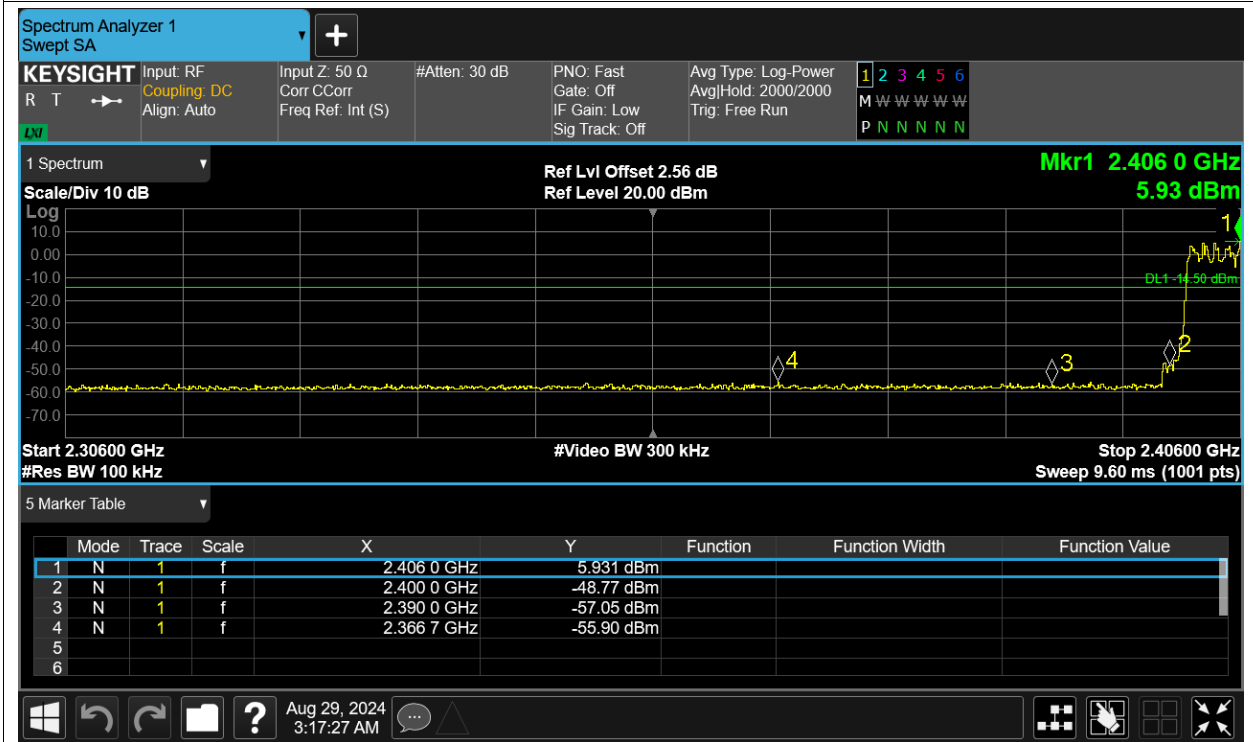 Spectrum Analyzer 1
Swept SA
+
KEYSIGHT Input: RF Input Z: 50 Ω #Atten: 30 dB PNO: Fast Avg Type: Log-Power 1 2 3 4 5 6
R T Coupling: DC Corr CCorr Gate: Off Avg|Hold: 2000/2000 M W W W W W
Align: Auto Freq Ref: Int (S) IF Gain: Low Trig: Free Run
LXI Sig Track: Off P N N N N N
1 Spectrum Ref Lvl Offset 2.56 dB Mkr1 2.406 0 GHz
Scale/Div 10 dB Ref Level 20.00 dBm 5.93 dBm
Log
1
10.0
0.00
-10.0
DL1 -14.50 dBm
-20.0
-30.0
-40.0
2
-50.0
4
3
-60.0
-70.0
Start 2.30600 GHz #Video BW 300 kHz Stop 2.40600 GHz
#Res BW 100 kHz Sweep 9.60 ms (1001 pts)
5 Marker Table
Mode Trace Scale X Y Function Function Width Function Value
1 N 1 f 2.406 0 GHz 5.931 dBm
2 N 1 f 2.400 0 GHz -48.77 dBm
3 N 1 f 2.390 0 GHz -57.05 dBm
4 N 1 f 2.366 7 GHz -55.90 dBm
5
6
? Aug 29, 2024
3:17:27 AM